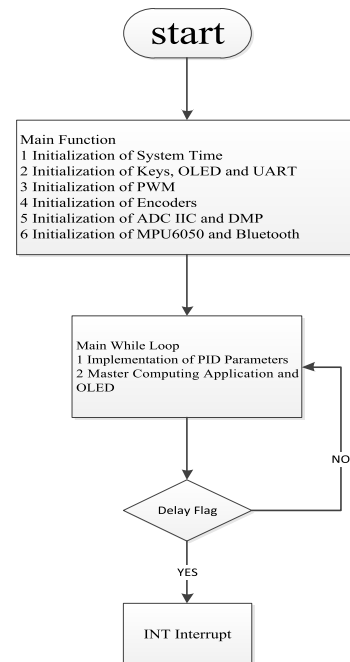 start
Main Function
1 Initialization of System Time
2 Initialization of Keys, OLED and UART
3 Initialization of PWM
4 Initialization of Encoders
5 Initialization of ADC IIC and DMP
6 Initialization of MPU6050 and Bluetooth
Main While Loop
1 Implementation of PID Parameters
2 Master Computing Application and
OLED
NO
Delay Flag
YES
INT Interrupt